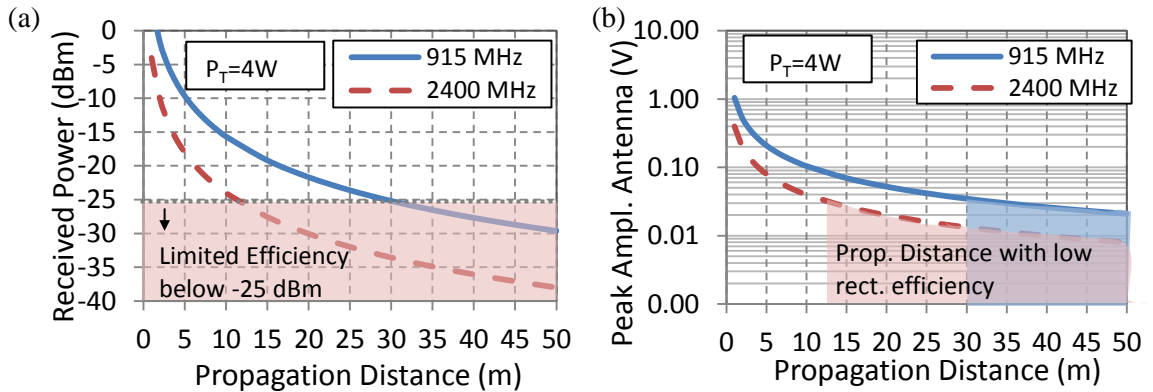 (a)
Received Power (dBm)
0
-5
-10
-15
-20
-25
-30
-35
-40
P_T=4W
915 MHz
2400 MHz
Limited Efficiency
below -25 dBm
0 5 10 15 20 25 30 35 40 45 50
Propagation Distance (m)
(b)
Peak Ampl. Antenna (V)
10.00
1.00
0.10
0.01
0.00
P_T=4W
915 MHz
2400 MHz
Prop. Distance with low
rect. efficiency
0 5 10 15 20 25 30 35 40 45 50
Propagation Distance (m)